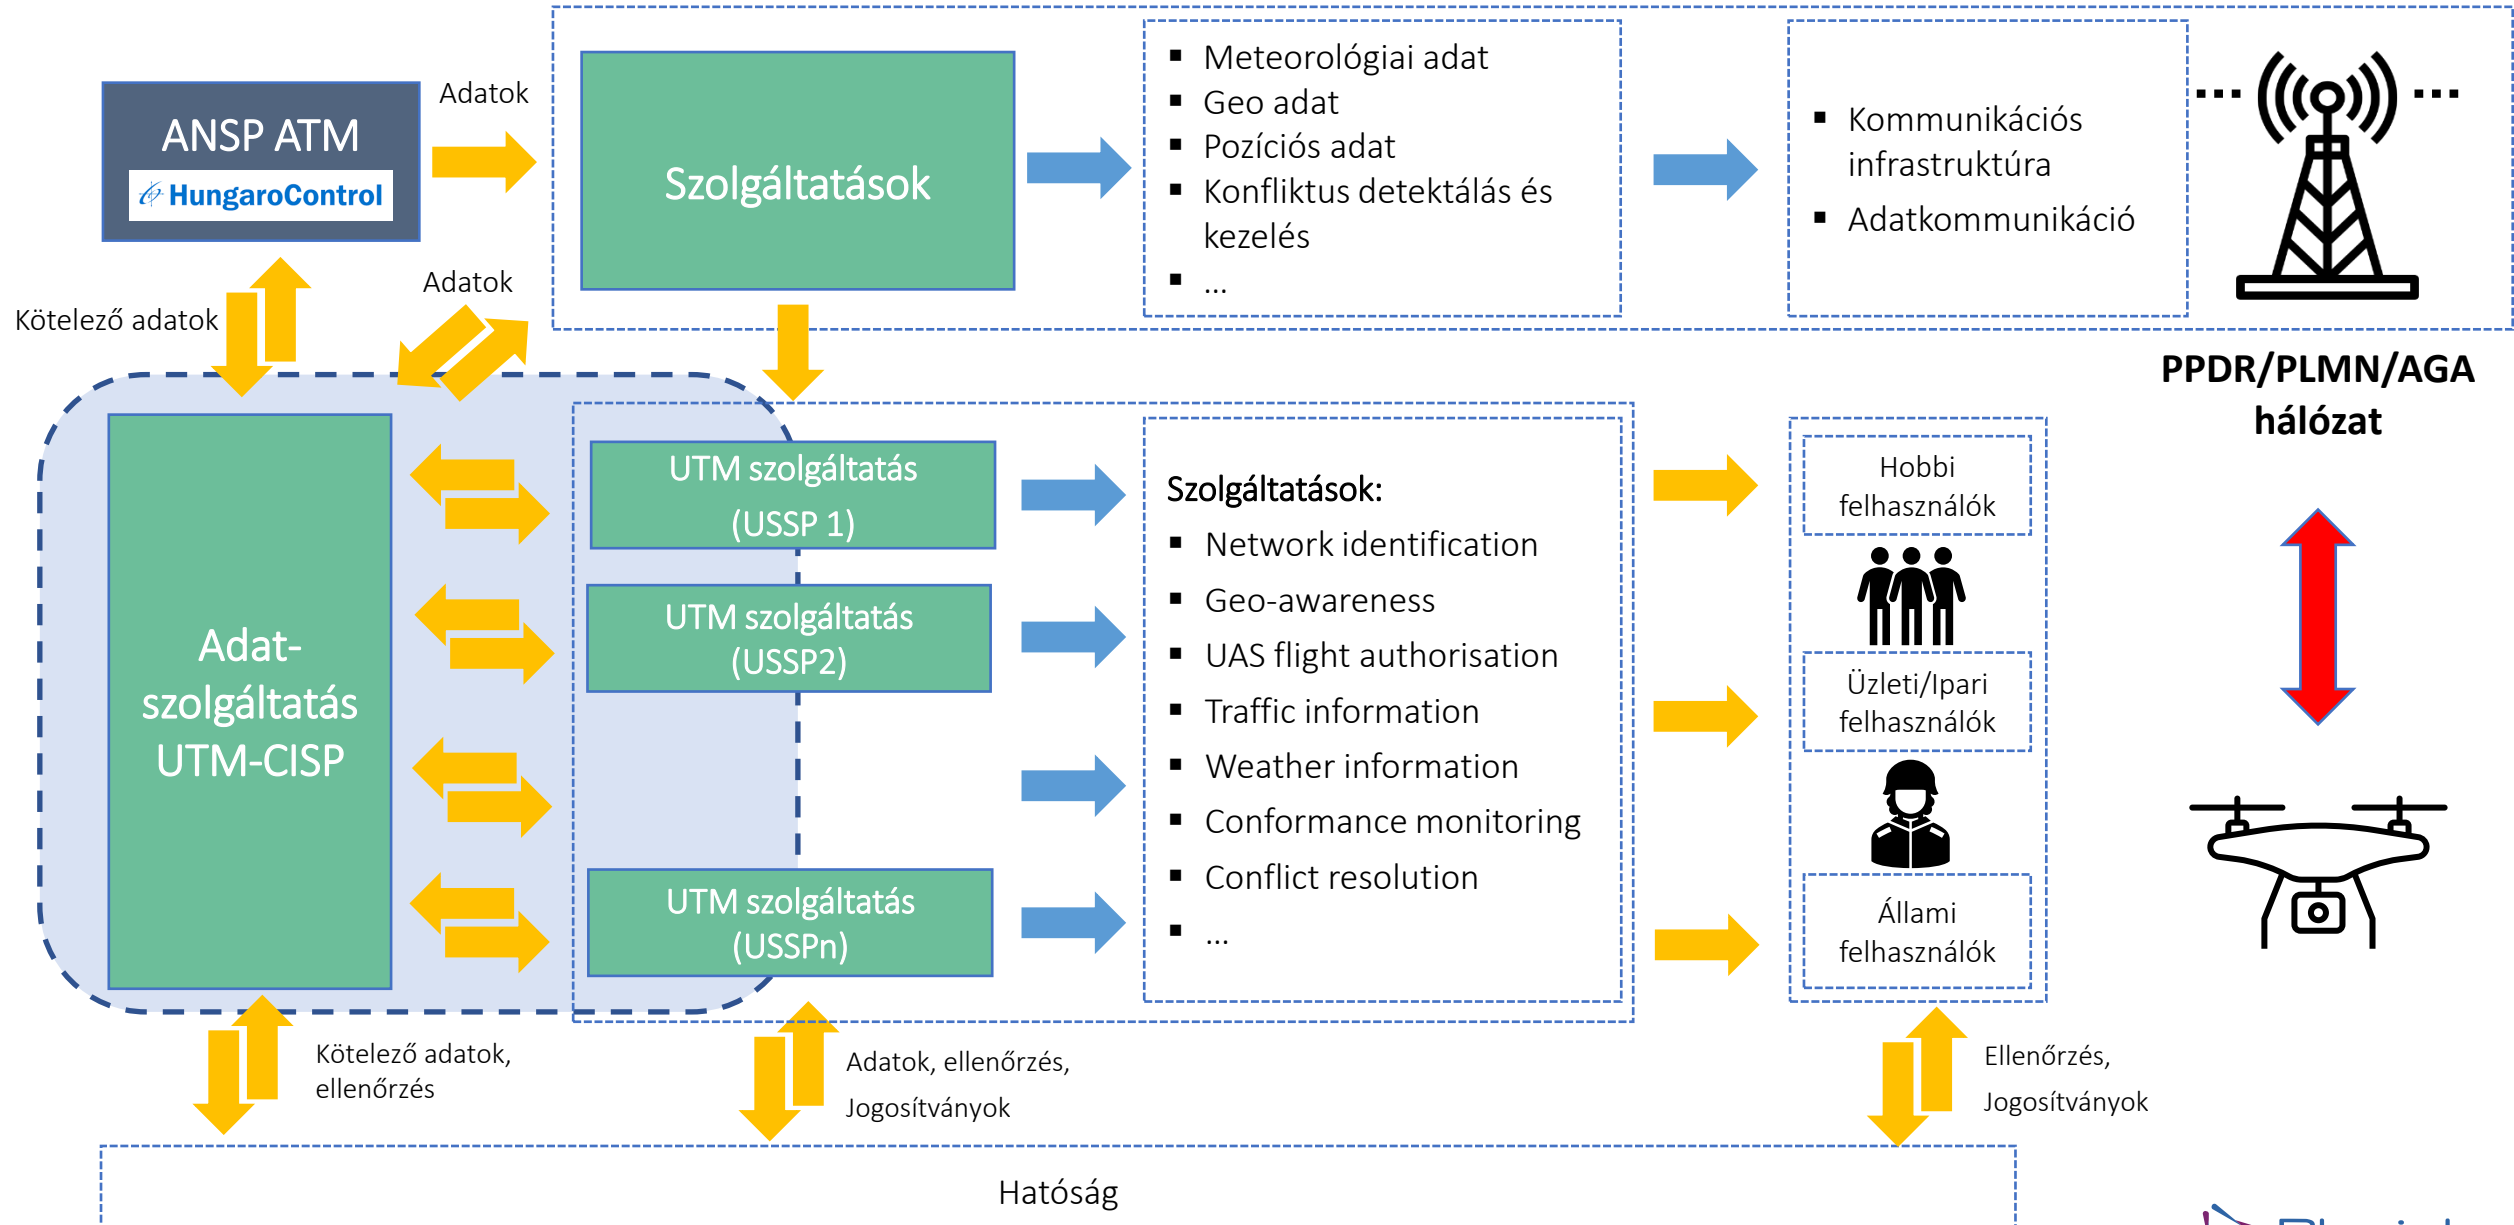 Adatok
ANSP ATM
HungaroControl
Szolgáltatások
▪ Meteorológiai adat
▪ Geo adat
▪ Pozíciós adat
▪ Konfliktus detektálás és
kezelés
▪ ...
▪ Kommunikációs
infrastruktúra
▪ Adatkommunikáció
... ...
Kötelező adatok
Adatok
PPDR/PLMN/AGA
hálózat
Adat-
szolgáltatás
UTM-CISP
UTM szolgáltatás
(USSP 1)
UTM szolgáltatás
(USSP2)
UTM szolgáltatás
(USSPn)
Szolgáltatások:
▪ Network identification
▪ Geo-awareness
▪ UAS flight authorisation
▪ Traffic information
▪ Weather information
▪ Conformance monitoring
▪ Conflict resolution
▪ ...
Hobbi
felhasználók
Üzleti/Ipari
felhasználók
Állami
felhasználók
Kötelező adatok,
ellenőrzés
Adatok, ellenőrzés,
Jogosítványok
Ellenőrzés,
Jogosítványok
Hatóság